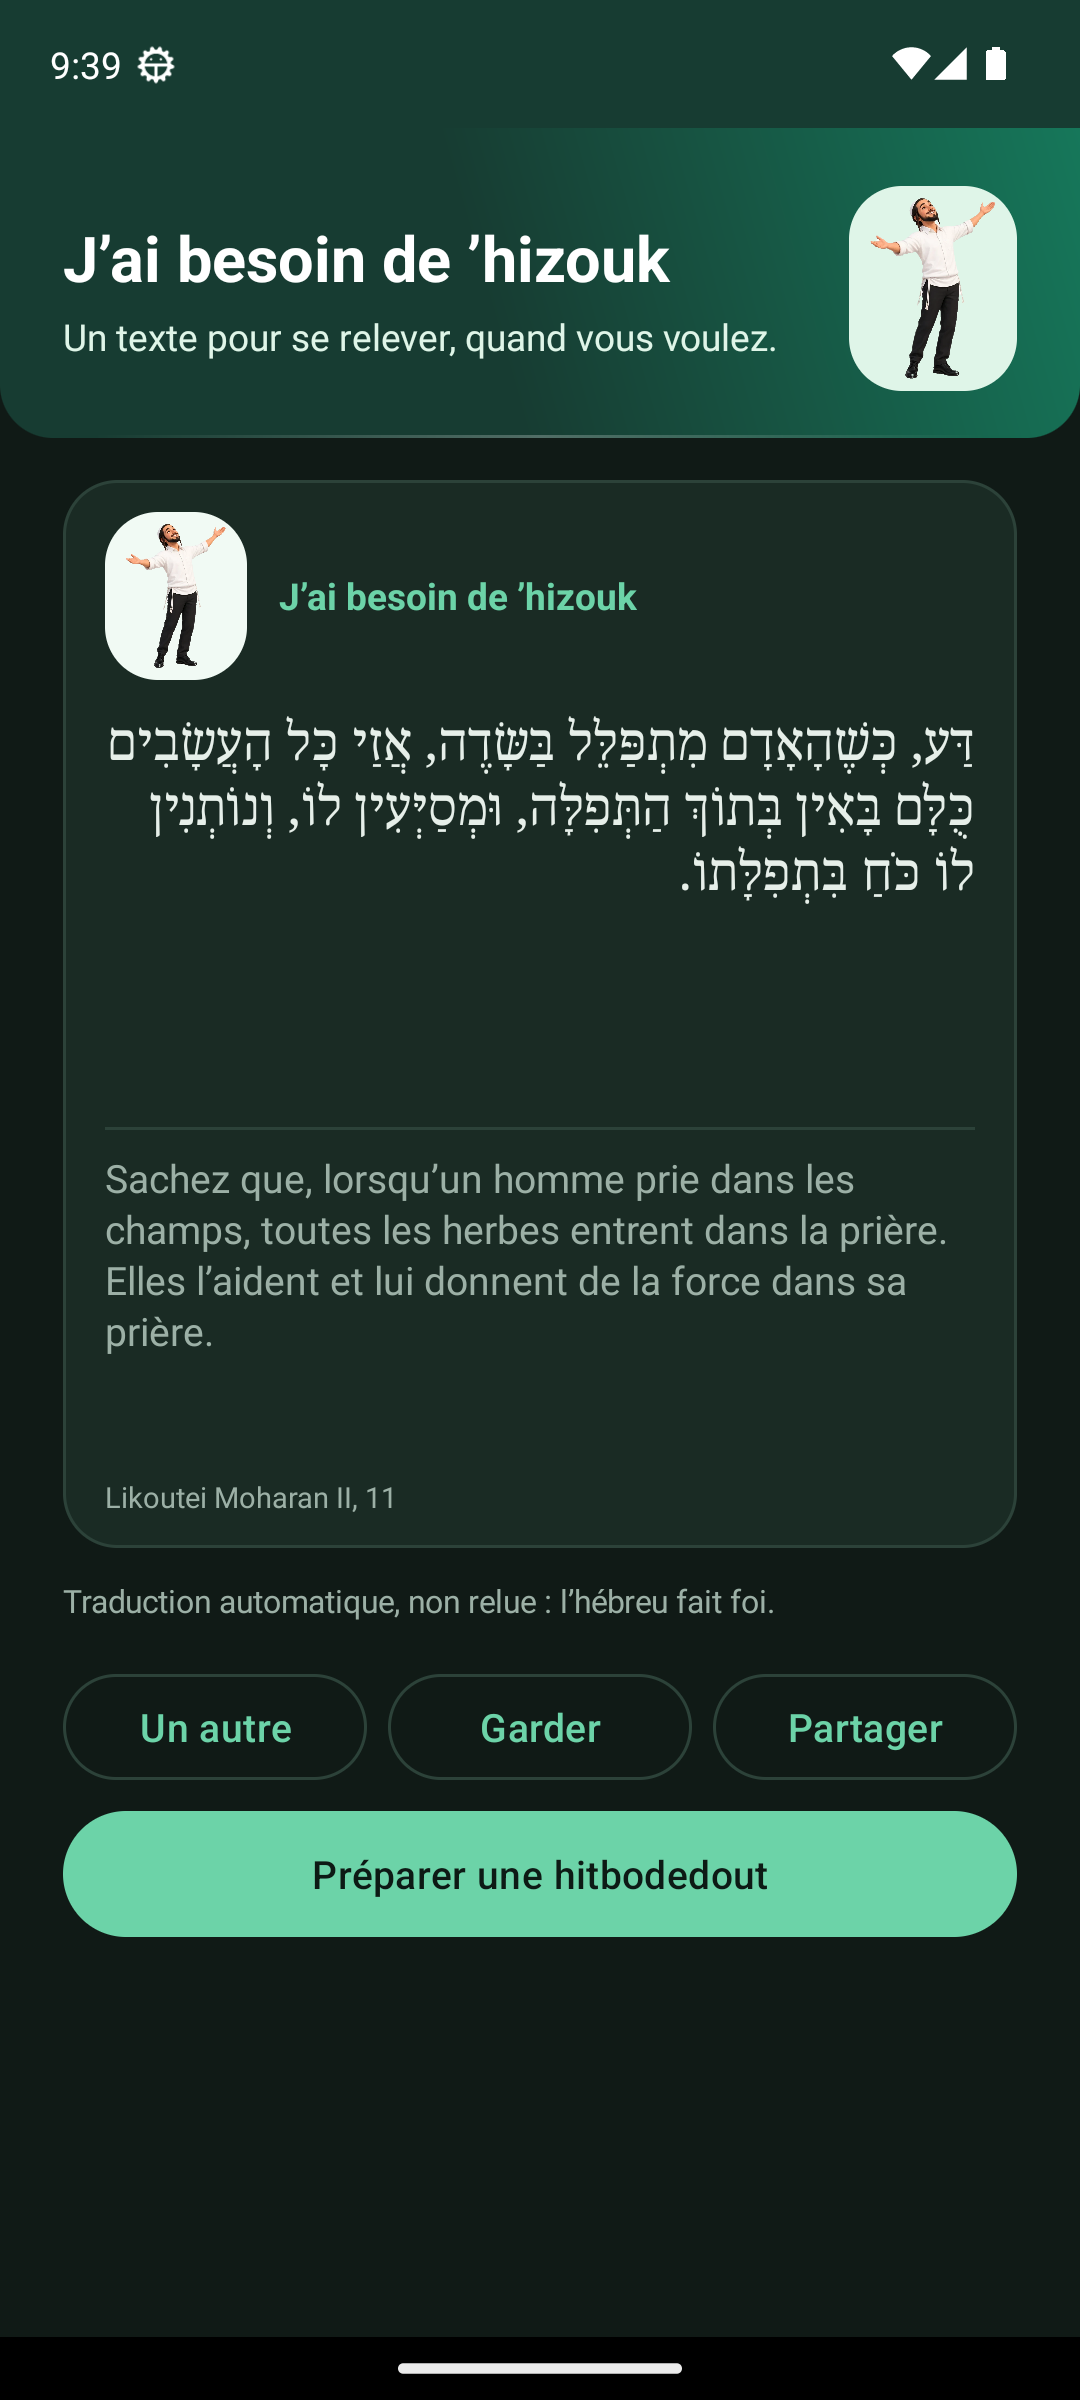 9:39
J’ai besoin de ’hizouk
Un texte pour se relever, quand vous voulez.
J’ai besoin de ’hizouk
דַּע, כְּשֶׁהָאָדָם מִתְפַּלֵּל בַּשָּׂדֶה, אֲזַי כָּל הָעֲשָׂבִים
כֻּלָּם בָּאִין בְּתוֹךְ הַתְּפִלָּה, וּמְסַיְּעִין לוֹ, וְנוֹתְנִין
לוֹ כֹּחַ בִּתְפִלָּתוֹ.
Sachez que, lorsqu’un homme prie dans les
champs, toutes les herbes entrent dans la prière.
Elles l’aident et lui donnent de la force dans sa
prière.
Likoutei Moharan II, 11
Traduction automatique, non relue : l’hébreu fait foi.
Un autre
Garder
Partager
Préparer une hitbodedout